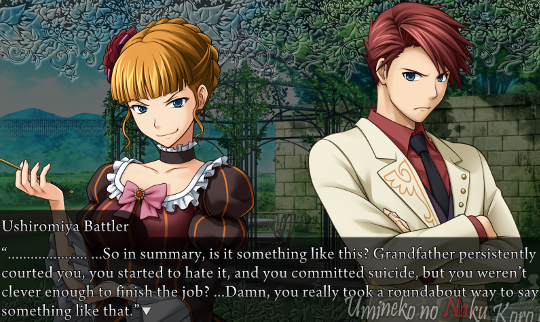 Ushiromiya Battler
“..................... ...So in summary, is it something like this? Grandfather persistently
courted you, you started to hate it, and you committed suicide, but you weren't
clever enough to finish the job? ...Damn, you really took a roundabout way to say
something like that.”▼
Umineko no Naku Koro